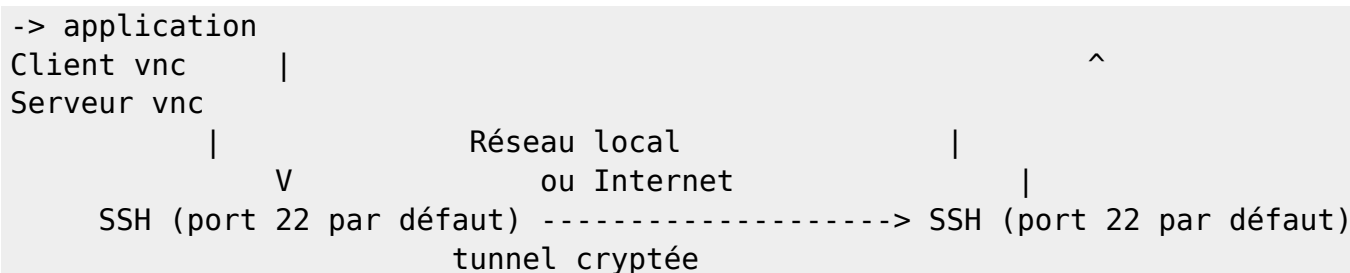 -> application
Client vnc      |                                                 ^
Serveur vnc
            |               Réseau local                |
                V               ou Internet                 |
     SSH (port 22 par défaut) --------------------> SSH (port 22 par défaut)
                          tunnel cryptée